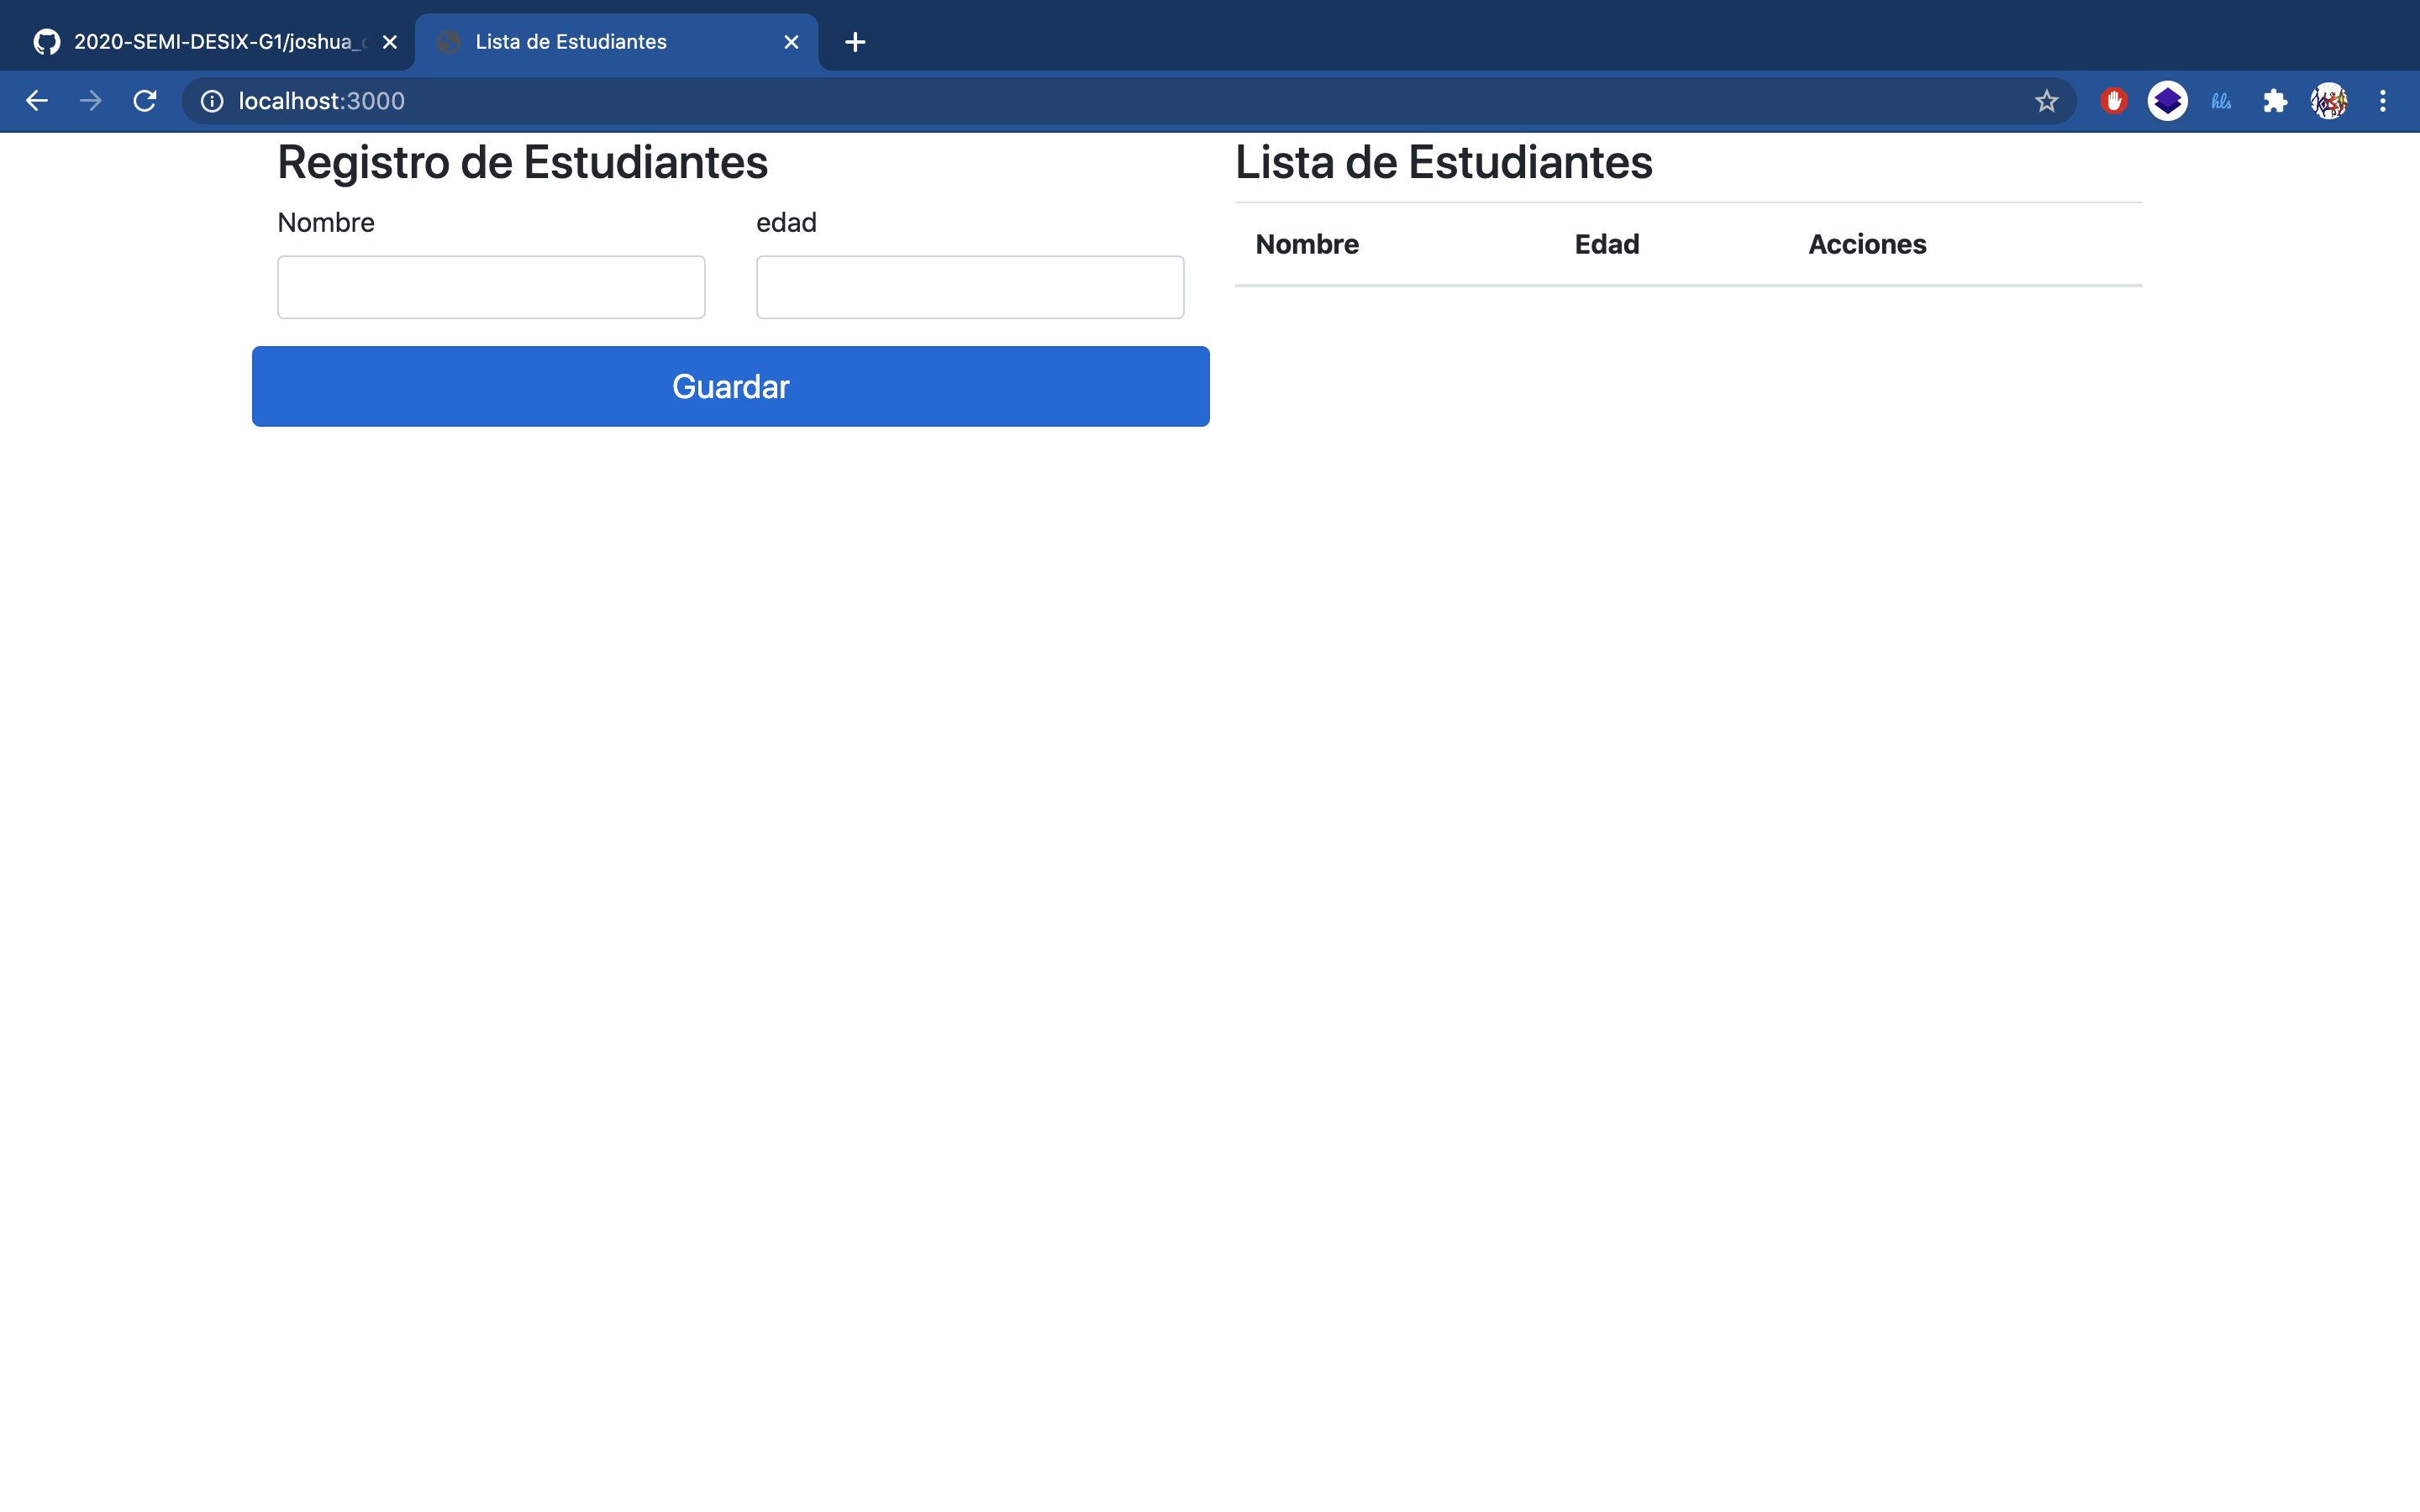 2020-SEMI-DESIX-G1/joshua_
Lista de Estudiantes
localhost:3000
hls
Registro de Estudiantes
Nombre
edad
Guardar
Lista de Estudiantes
Nombre Edad Acciones